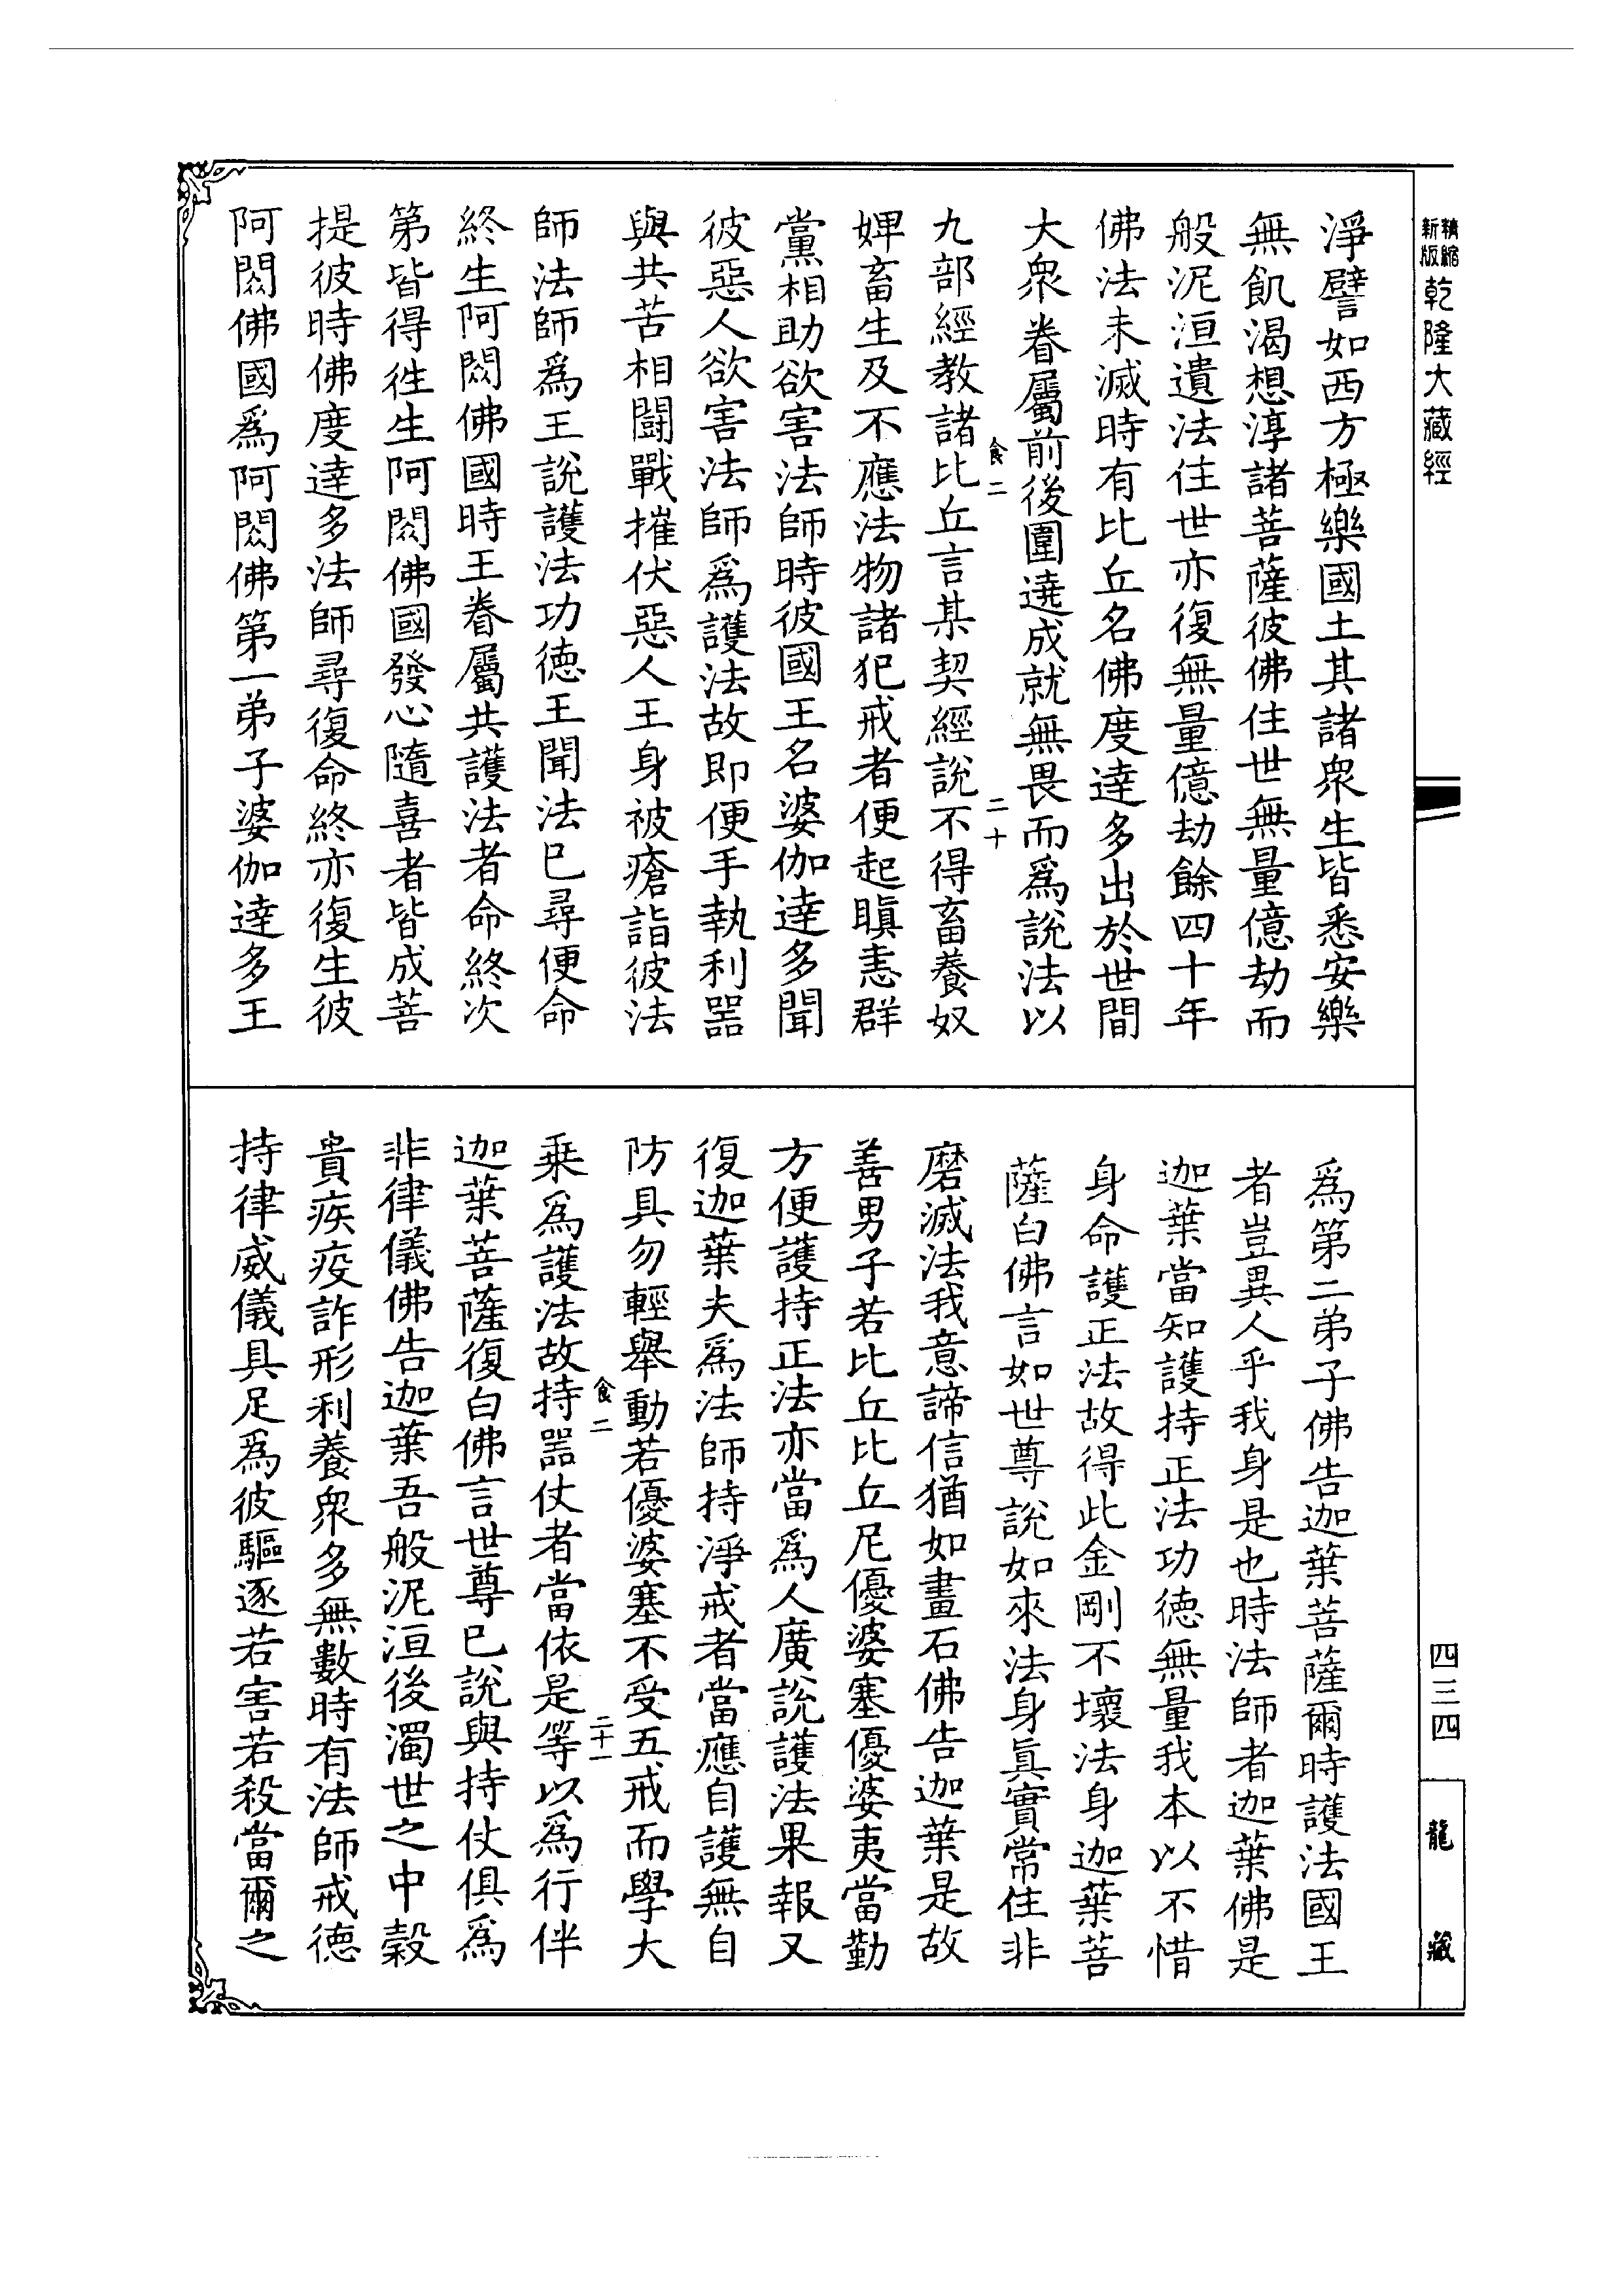 精縮新版 乾隆大藏經
淨譬如西方極樂國土其諸衆生皆悉安樂
無飢渴想淳諸菩薩彼佛住世無量億劫而
般泥洹遺法住世亦復無量億劫餘四十年
佛法未滅時有比丘名佛度達多出於世間
大衆眷屬前後圍遶成就無畏而爲說法以
食二 二十
九部經教諸比丘言某契經說不得畜養奴
婢畜生及不應法物諸犯戒者便起瞋恚群
黨相助欲害法師時彼國王名婆伽達多聞
彼惡人欲害法師爲護法故即便手執利器
與共苦相鬪戰摧伏惡人王身被瘡詣彼法
師法師爲王說護法功德王聞法已尋便命
終生阿閦佛國時王眷屬共護法者命終次
第皆得徃生阿閦佛國發心隨喜者皆成菩
提彼時佛度達多法師尋復命終亦復生彼
阿閦佛國爲阿閦佛第一弟子婆伽達多王
爲第二弟子佛告迦葉菩薩爾時護法國王
者豈異人乎我身是也時法師者迦葉佛是
迦葉當知護持正法功德無量我本以不惜
身命護正法故得此金剛不壞法身迦葉菩
薩白佛言如世尊說如來法身眞實常住非
磨滅法我意諦信猶如畫石佛告迦葉是故
善男子若比丘比丘尼優婆塞優婆夷當勤
方便護持正法亦當爲人廣說護法果報又
復迦葉夫爲法師持淨戒者當應自護無自
防具勿輕舉動若優婆塞不受五戒而學大
食二 二十一
乗爲護法故持器仗者當依是等以爲行伴
迦葉菩薩復白佛言世尊已說與持仗俱爲
非律儀佛告迦葉吾般泥洹後濁世之中穀
貴疾疫詐形利養衆多無數時有法師戒德
持律威儀具足爲彼驅逐若害若殺當爾之
四三四
龍藏